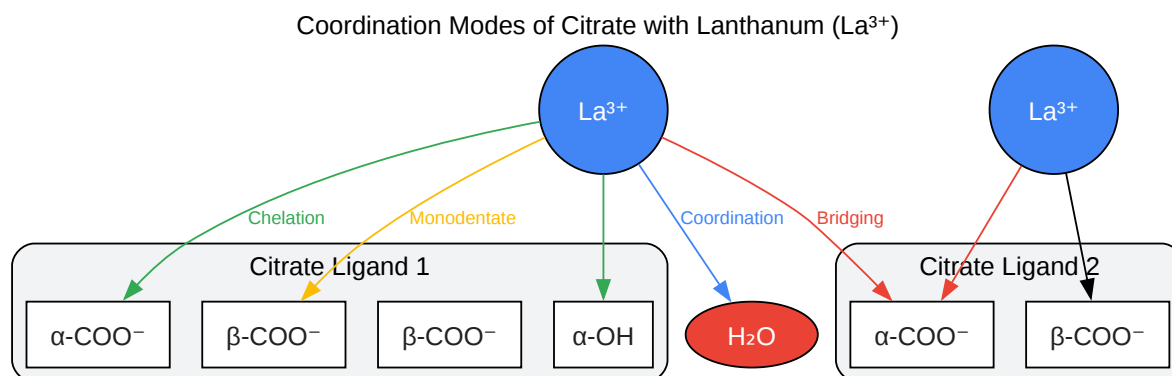 Coordination Modes of Citrate with Lanthanum (La³⁺)
La³⁺
La³⁺
Chelation
Monodentate
Coordination
Bridging
Citrate Ligand 1
Citrate Ligand 2
α-COO⁻
β-COO⁻
β-COO⁻
α-OH
H₂O
α-COO⁻
β-COO⁻